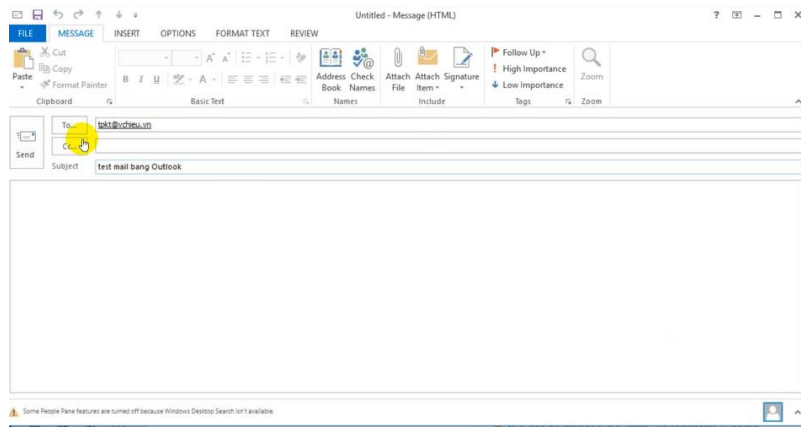 Untitled - Message (HTML)
FILE MESSAGE INSERT OPTIONS FORMAT TEXT REVIEW
Paste
Cut
Copy
Format Painter
Clipboard
B I U
Basic Text
Address Book
Check Names
Names
Attach File
Attach Item
Signature
Include
Follow Up
High Importance
Low Importance
Tags
Zoom
Zoom
Send
To...
tpkt@vchieu.vn
Cc...
Subject
test mail bang Outlook
Some People Pane features are turned off because Windows Desktop Search isn't available.